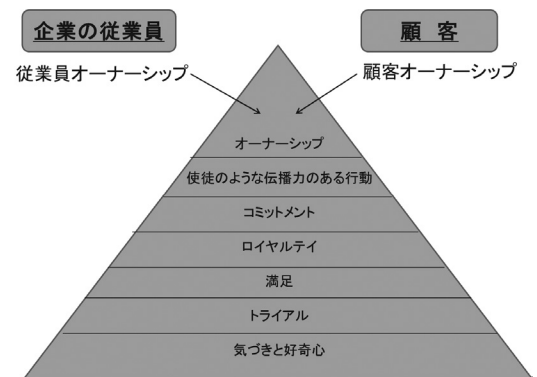 企業の従業員
顧 客
従業員オーナーシップ
顧客オーナーシップ
オーナーシップ
使徒のような伝播力のある行動
コミットメント
ロイヤルテイ
満足
トライアル
気づきと好奇心